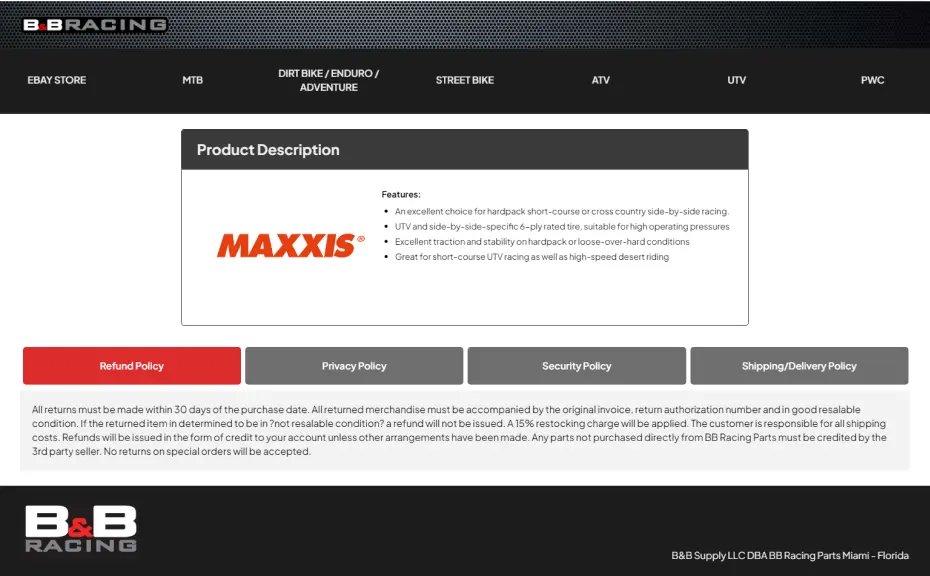 B&BRACING
EBAY STORE
MTB
DIRT BIKE / ENDURO /
ADVENTURE
STREET BIKE
ATV
UTV
PWC
Product Description
MAXXIS®
Features:
An excellent choice for hardpack short-course or cross country side-by-side racing.
UTV and side-by-side-specific 6-ply rated tire, suitable for high operating pressures
Excellent traction and stability on hardpack or loose-over-hard conditions
Great for short-course UTV racing as well as high-speed desert riding
Refund Policy
Privacy Policy
Security Policy
Shipping/Delivery Policy
All returns must be made within 30 days of the purchase date. All returned merchandise must be accompanied by the original invoice, return authorization number and in good resalable
condition. If the returned item in determined to be in ?not resalable condition? a refund will not be issued. A 15% restocking charge will be applied. The customer is responsible for all shipping
costs. Refunds will be issued in the form of credit to your account unless other arrangements have been made. Any parts not purchased directly from BB Racing Parts must be credited by the
3rd party seller. No returns on special orders will be accepted.
B&B
RACING
B&B Supply LLC DBA BB Racing Parts Miami - Florida